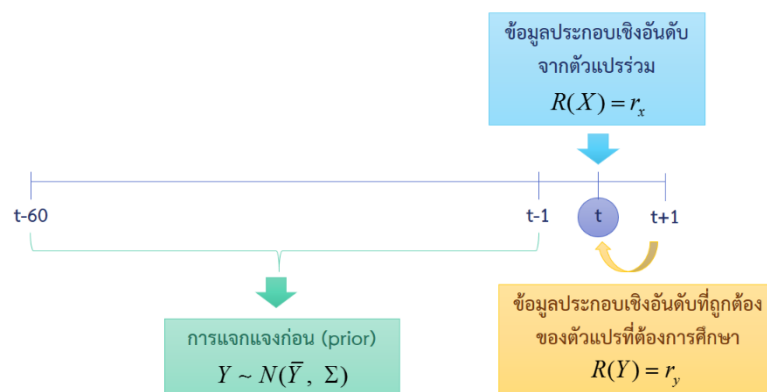 ข้อมูลประกอบเชิงอันดับ
จากตัวแปรร่วม
R(X) = r_x
t-60
t-1
t
t+1
การแจกแจงก่อน (prior)
Y ~ N(Ȳ , Σ)
ข้อมูลประกอบเชิงอันดับที่ถูกต้อง
ของตัวแปรที่ต้องการศึกษา
R(Y) = r_y